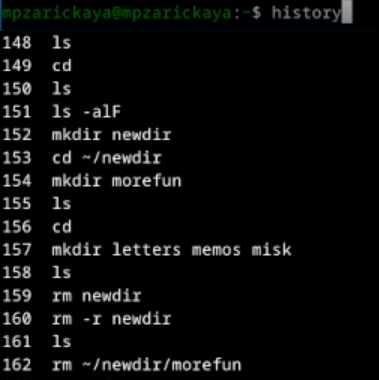 mpzarickaya@mpzarickaya:~$ history
148 ls
149 cd
150 ls
151 ls -alF
152 mkdir newdir
153 cd ~/newdir
154 mkdir morefun
155 ls
156 cd
157 mkdir letters memos misk
158 ls
159 rm newdir
160 rm -r newdir
161 ls
162 rm ~/newdir/morefun